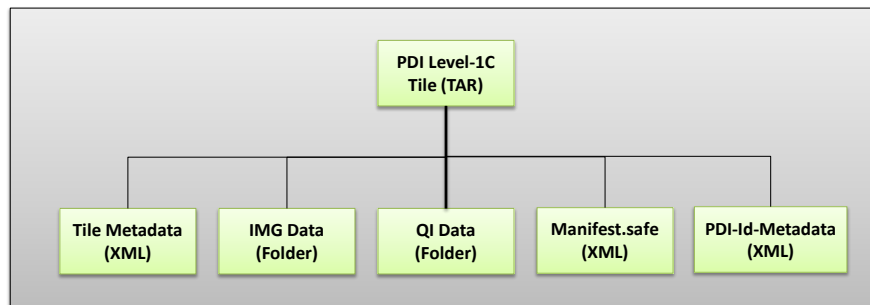 PDI Level-1C
Tile (TAR)
Tile Metadata
(XML)
IMG Data
(Folder)
QI Data
(Folder)
Manifest.safe
(XML)
PDI-Id-Metadata
(XML)